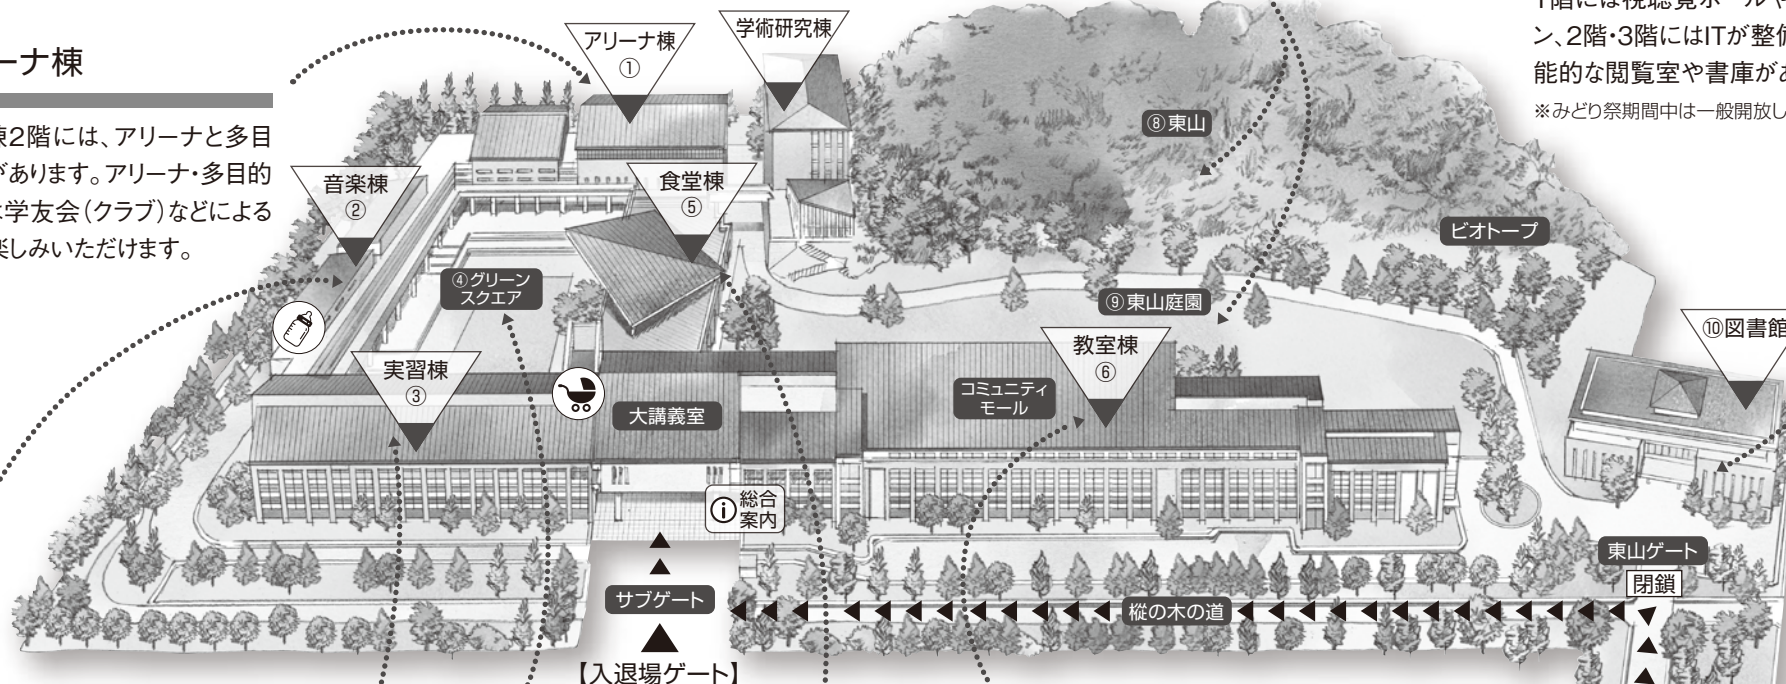 ーナ棟
棟2階には、アリーナと多目
があります。アリーナ・多目的
学友会(クラブ)などによる
楽しみいただけます。
アリーナ棟
①
学術研究棟
1階には視聴覚ホールや
ン、2階・3階にはITが整備
能的な閲覧室や書庫があ
※みどり祭期間中は一般開放し
⑧東山
音楽棟
②
食堂棟
⑤
ビオトープ
④グリーン
スクエア
⑨東山庭園
⑩図書館
実習棟
③
教室棟
⑥
コミュニティ
モール
大講義室
i 総合
案内
東山ゲート
閉鎖
サブゲート
樅の木の道
【入退場ゲート】